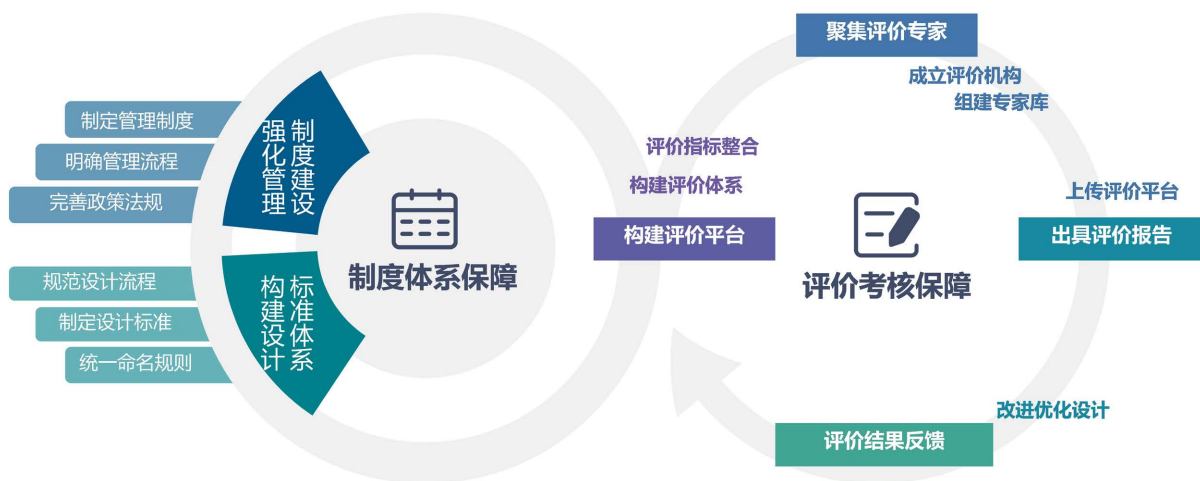 制定管理制度
明确管理流程
完善政策法规
强化管理
制度建设
规范设计流程
制定设计标准
统一命名规则
构建设计
标准体系
制度体系保障
评价指标整合
构建评价体系
构建评价平台
聚集评价专家
成立评价机构
组建专家库
上传评价平台
出具评价报告
评价考核保障
改进优化设计
评价结果反馈